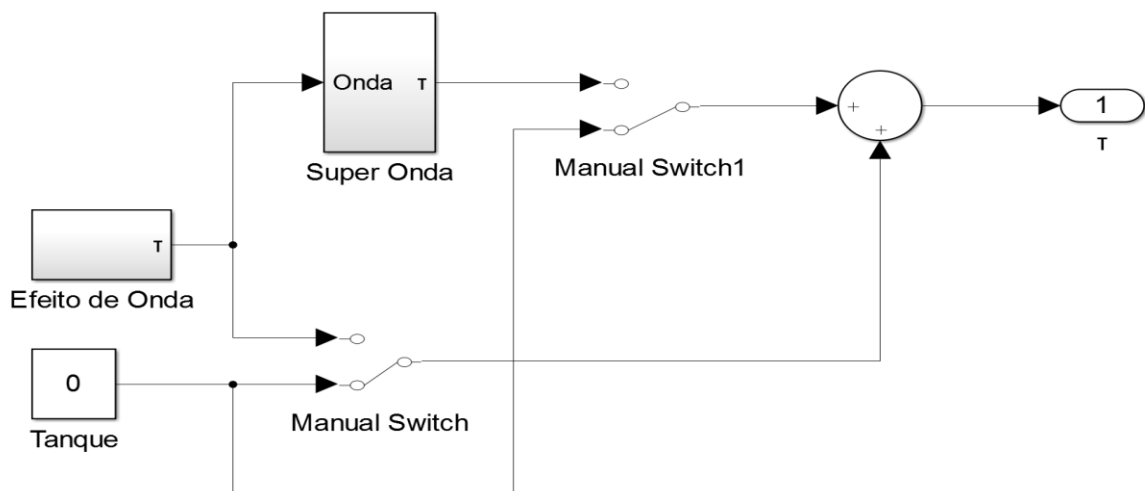 Onda T
Super Onda
Manual Switch1
+
+
1
T
T
Efeito de Onda
0
Tanque
Manual Switch